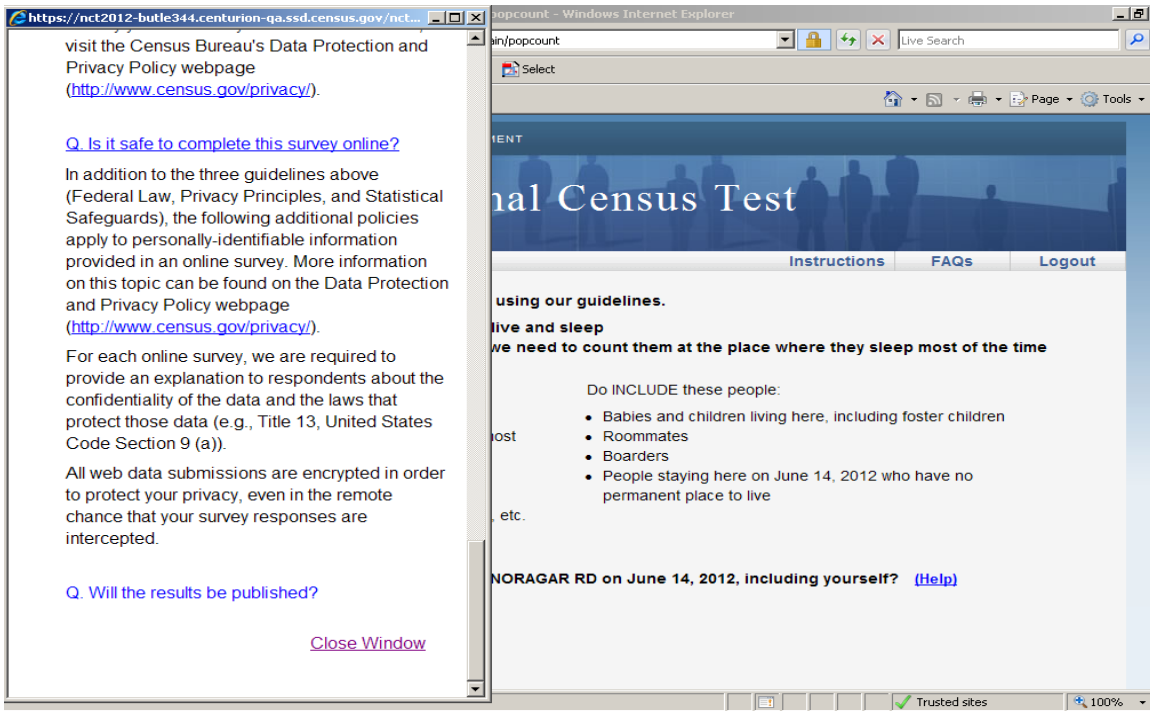 https://nct2012-butle344.centurion-qa.ssd.census.gov/nct...
visit the Census Bureau's Data Protection and
Privacy Policy webpage
(http://www.census.gov/privacy/).
Q. Is it safe to complete this survey online?
In addition to the three guidelines above
(Federal Law, Privacy Principles, and Statistical
Safeguards), the following additional policies
apply to personally-identifiable information
provided in an online survey. More information
on this topic can be found on the Data Protection
and Privacy Policy webpage
(http://www.census.gov/privacy/).
For each online survey, we are required to
provide an explanation to respondents about the
confidentiality of the data and the laws that
protect those data (e.g., Title 13, United States
Code Section 9 (a)).
All web data submissions are encrypted in order
to protect your privacy, even in the remote
chance that your survey responses are
intercepted.
Q. Will the results be published?
Close Window
popcount - Windows Internet Explorer
ain/popcount
Live Search
Select
Page
Tools
MENT
nal Census Test
Instructions FAQs Logout
using our guidelines.
live and sleep
we need to count them at the place where they sleep most of the time
Do INCLUDE these people:
• Babies and children living here, including foster children
• Roommates
• Boarders
• People staying here on June 14, 2012 who have no
permanent place to live
ost
, etc.
NORAGAR RD on June 14, 2012, including yourself? (Help)
Trusted sites
100%